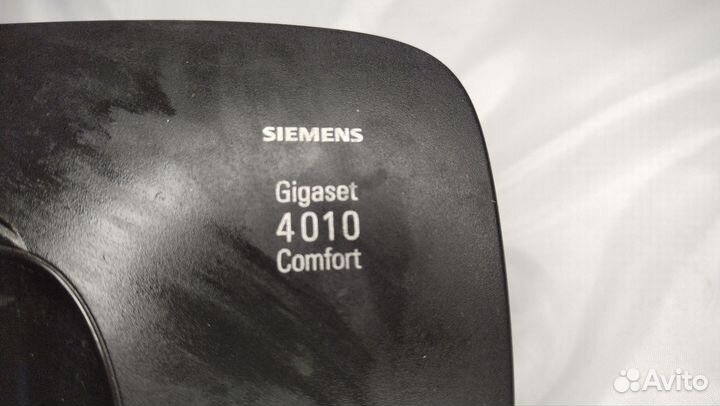 SIEMENS
Gigaset
4010
Comfort
Avito